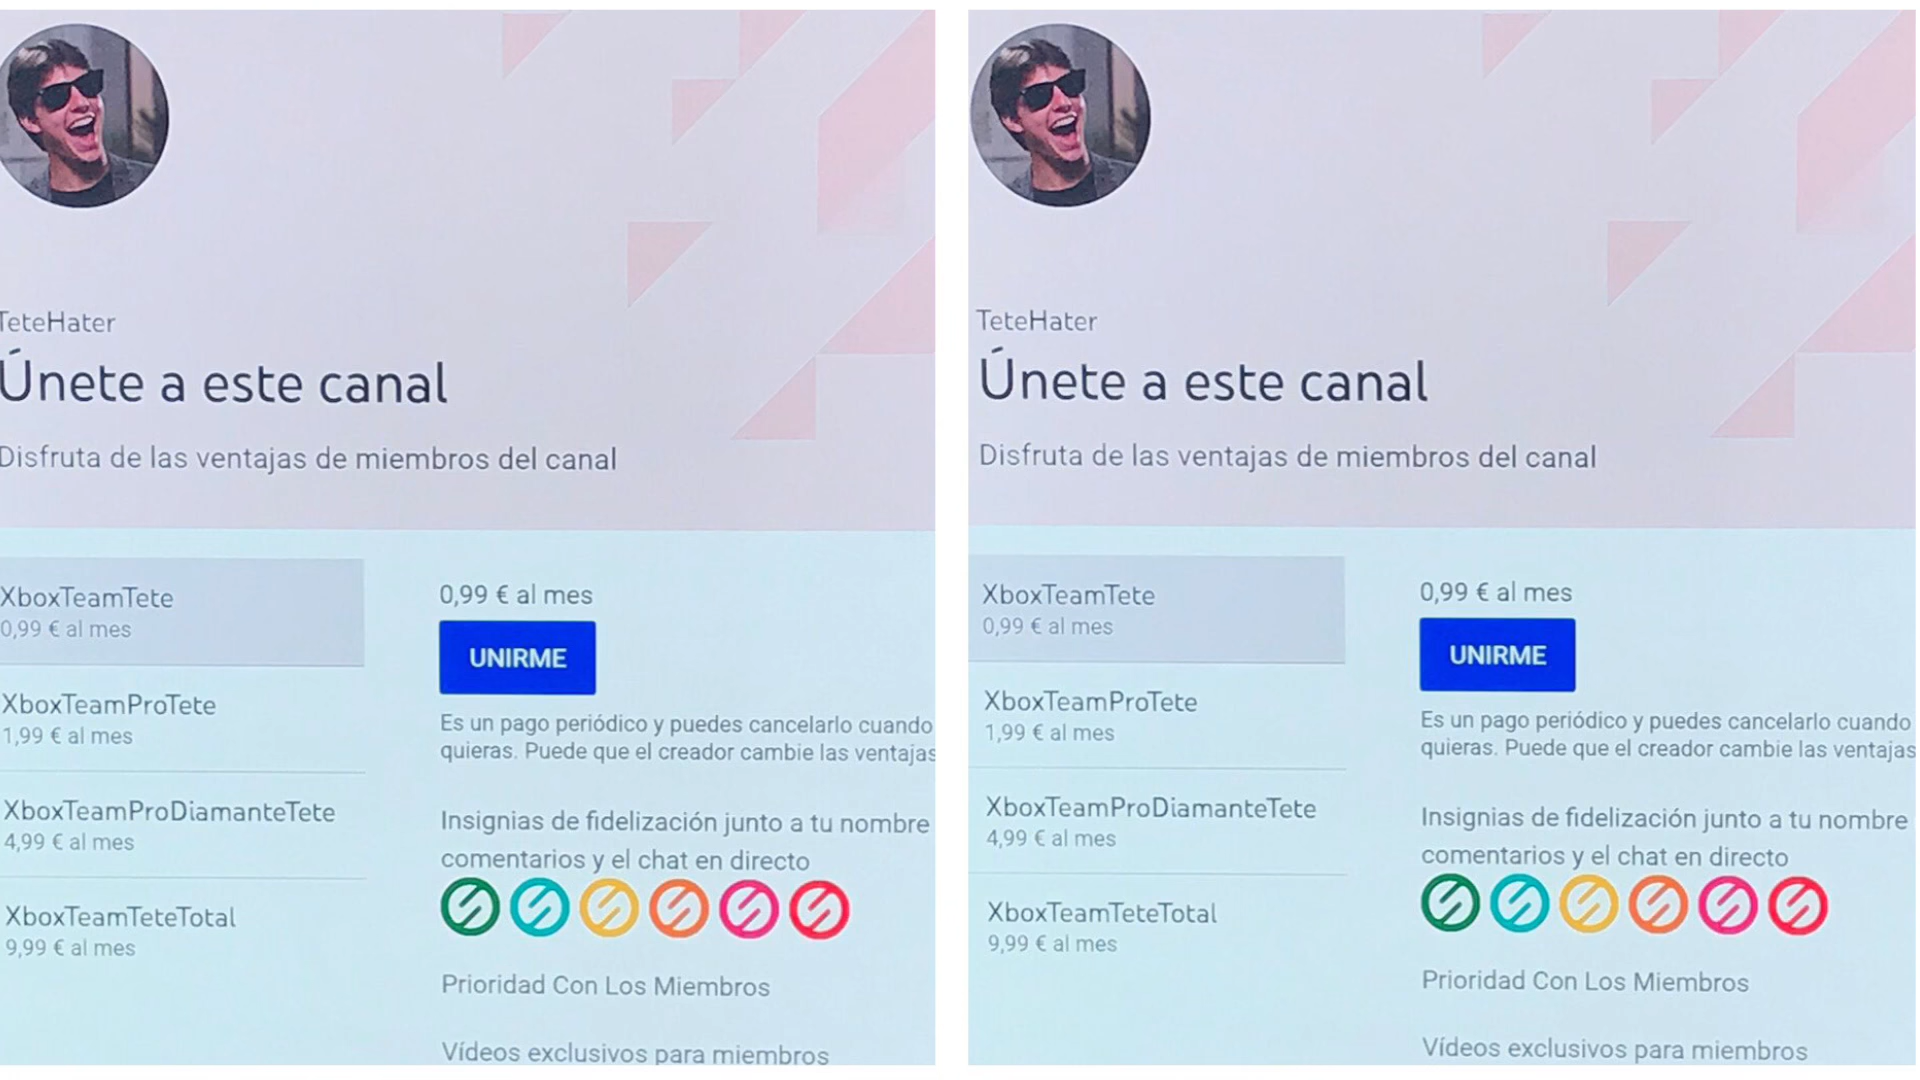 TeteHater
Únete a este canal
Disfruta de las ventajas de miembros del canal
XboxTeamTete
0,99 € al mes
XboxTeamProTete
1,99 € al mes
XboxTeamProDiamanteTete
4,99 € al mes
XboxTeamTeteTotal
9,99 € al mes
0,99 € al mes
UNIRME
Es un pago periódico y puedes cancelarlo cuando
quieras. Puede que el creador cambie las ventajas
Insignias de fidelización junto a tu nombre
comentarios y el chat en directo
Prioridad Con Los Miembros
Vídeos exclusivos para miembros
TeteHater
Únete a este canal
Disfruta de las ventajas de miembros del canal
XboxTeamTete
0,99 € al mes
XboxTeamProTete
1,99 € al mes
XboxTeamProDiamanteTete
4,99 € al mes
XboxTeamTeteTotal
9,99 € al mes
0,99 € al mes
UNIRME
Es un pago periódico y puedes cancelarlo cuando
quieras. Puede que el creador cambie las ventajas
Insignias de fidelización junto a tu nombre
comentarios y el chat en directo
Prioridad Con Los Miembros
Vídeos exclusivos para miembros